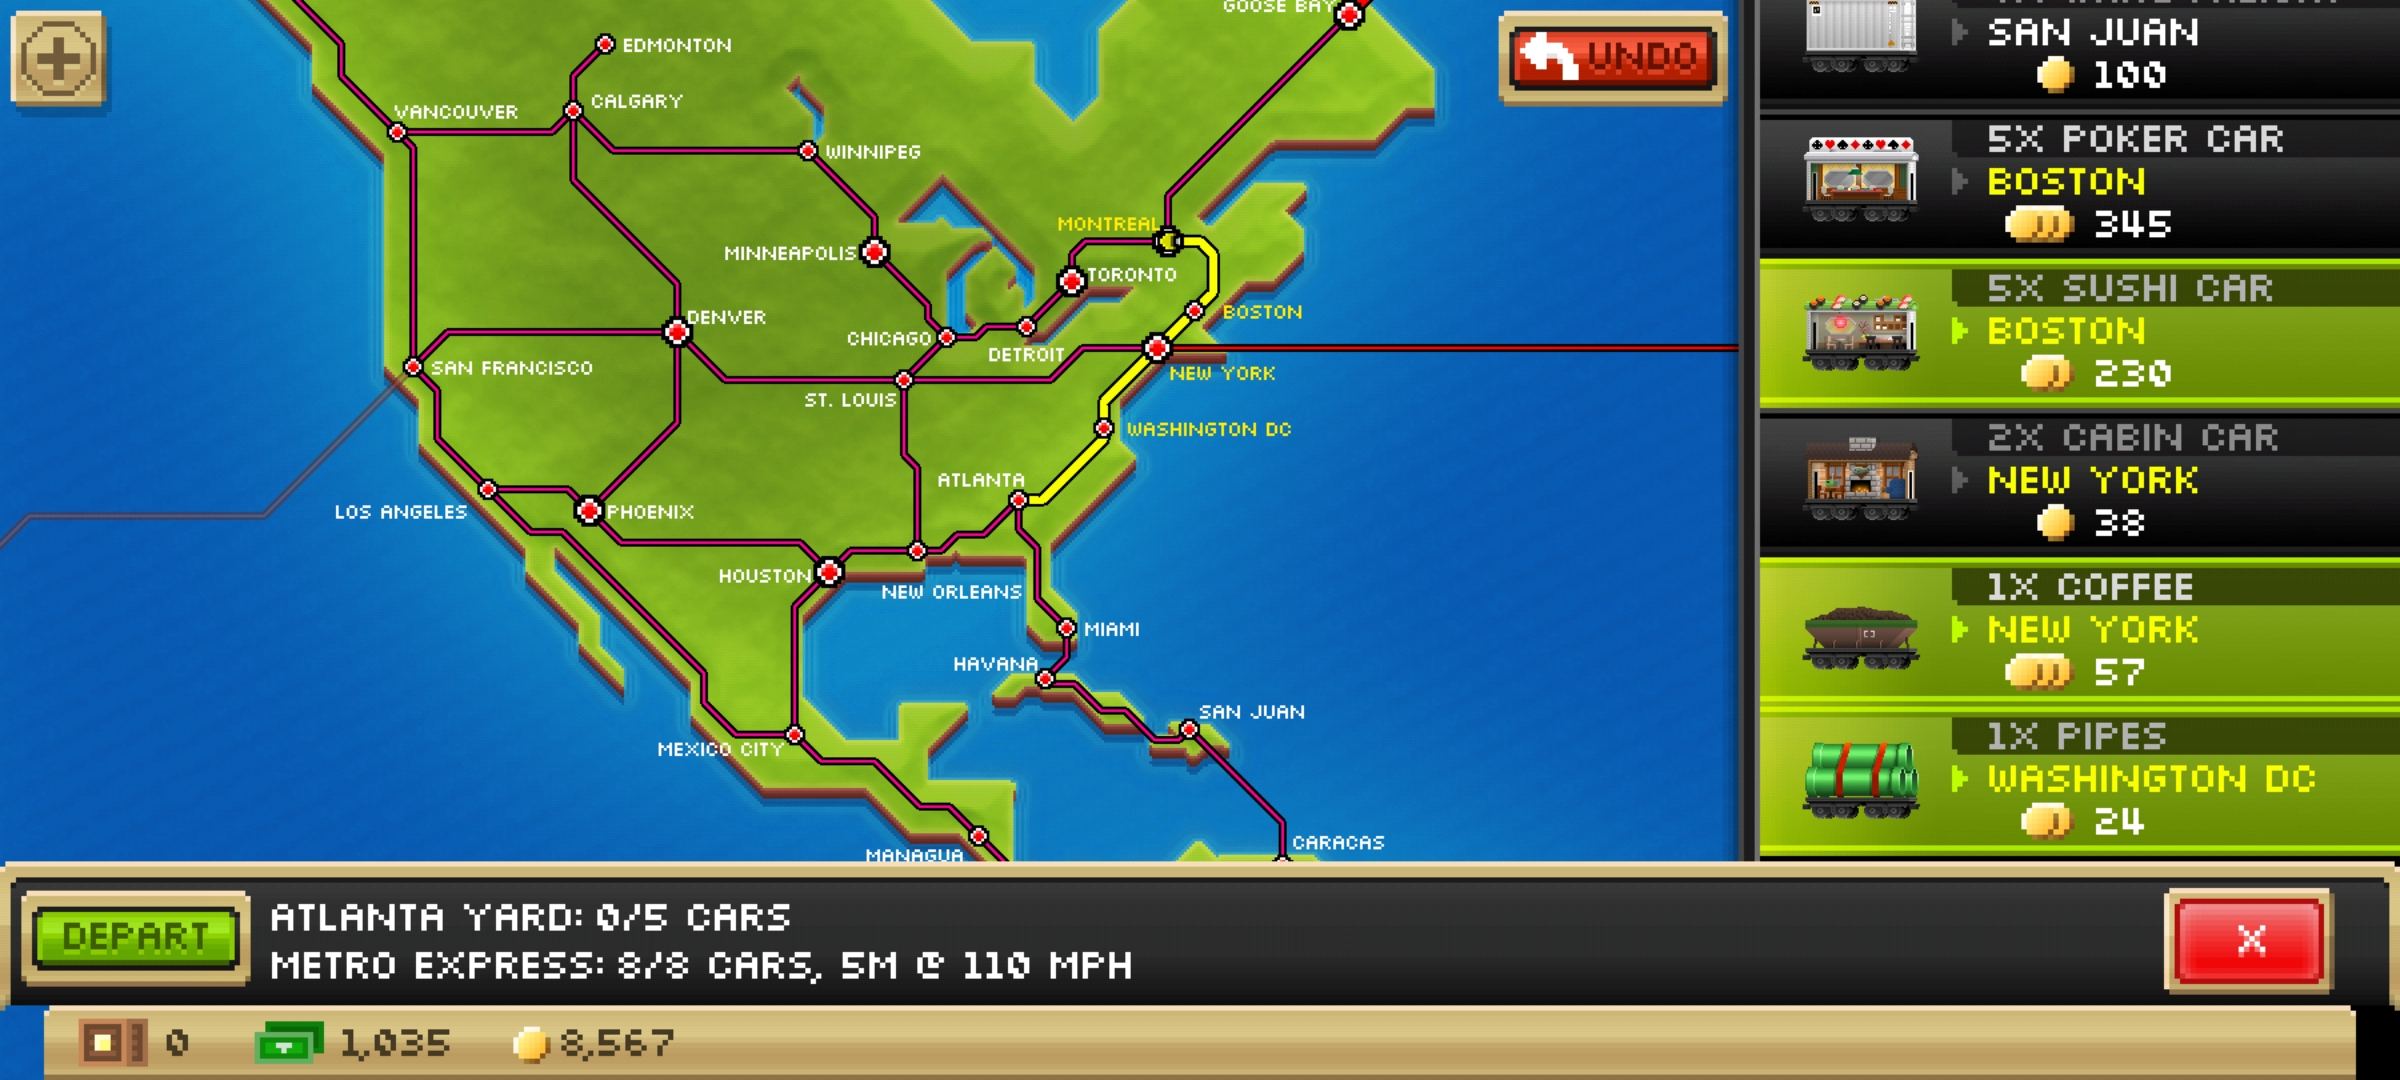 GOOSE BAY
EDMONTON
CALGARY
VANCOUVER
WINNIPEG
MONTREAL
MINNEAPOLIS
TORONTO
DENVER
BOSTON
CHICAGO
DETROIT
NEW YORK
SAN FRANCISCO
ST. LOUIS
WASHINGTON DC
ATLANTA
LOS ANGELES
PHOENIX
HOUSTON
NEW ORLEANS
MIAMI
HAVANA
SAN JUAN
MEXICO CITY
CARACAS
MANAGUA
UNDO
SAN JUAN
100
5X POKER CAR
BOSTON
345
5X SUSHI CAR
BOSTON
230
2X CABIN CAR
NEW YORK
38
1X COFFEE
NEW YORK
57
1X PIPES
WASHINGTON DC
24
DEPART
ATLANTA YARD: 0/5 CARS
METRO EXPRESS: 8/8 CARS, 5M @ 110 MPH
X
0
1,035
8,567